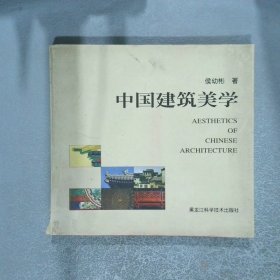 侯幼彬 著
中国建筑美学
AESTHETICS
OF
CHINESE
ARCHITECTURE
黑龙江科学技术出版社